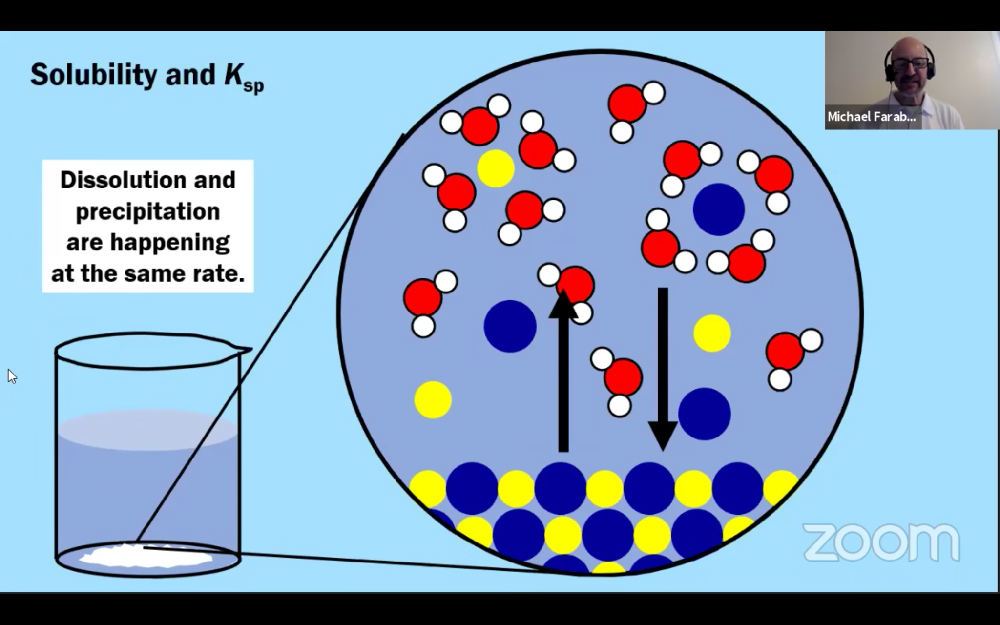 Solubility and Ksp
Dissolution and
precipitation
are happening
at the same rate.
Michael Farab...
zoom